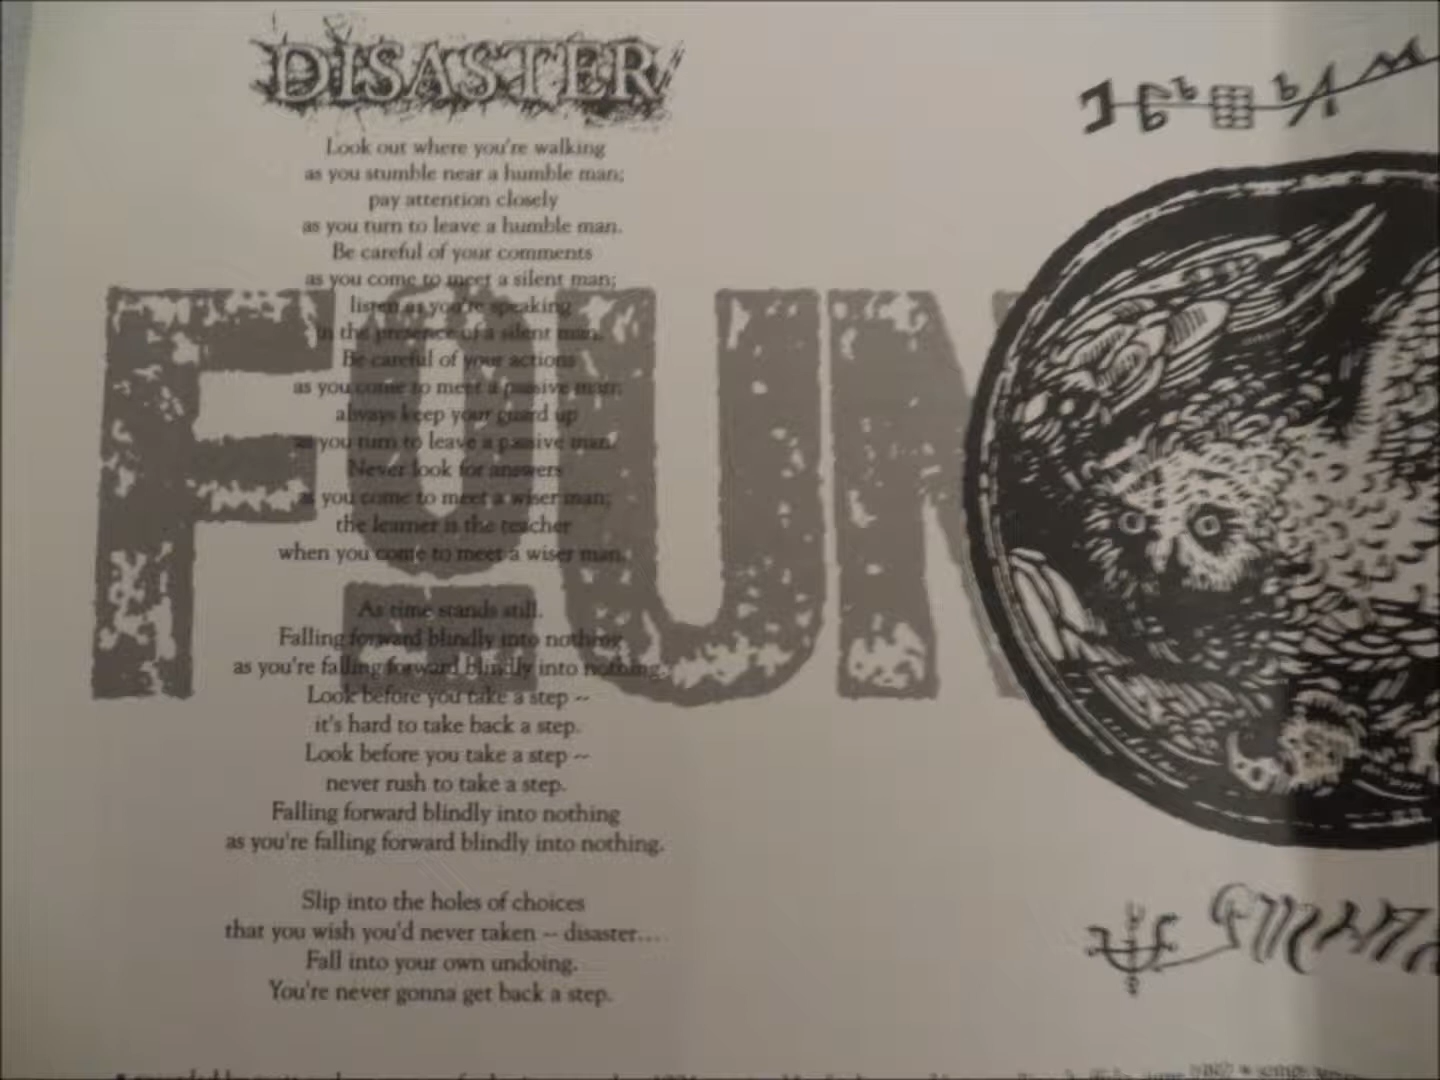 DISASTER
Look out where you're walking
as you stumble near a humble man;
pay attention closely
as you turn to leave a humble man.
Be careful of your comments
as you come to meet a silent man;
listen as you're speaking
in the presence of a silent man.
Be careful of your actions
as you come to meet a passive man;
always keep your guard up
as you turn to leave a passive man.
Never look for answers
as you come to meet a wiser man;
the learner is the teacher
when you come to meet a wiser man.
As time stands still.
Falling forward blindly into nothing
as you're falling forward blindly into nothing.
Look before you take a step --
it's hard to take back a step.
Look before you take a step --
never rush to take a step.
Falling forward blindly into nothing
as you're falling forward blindly into nothing.
Slip into the holes of choices
that you wish you'd never taken -- disaster....
Fall into your own undoing.
You're never gonna get back a step.